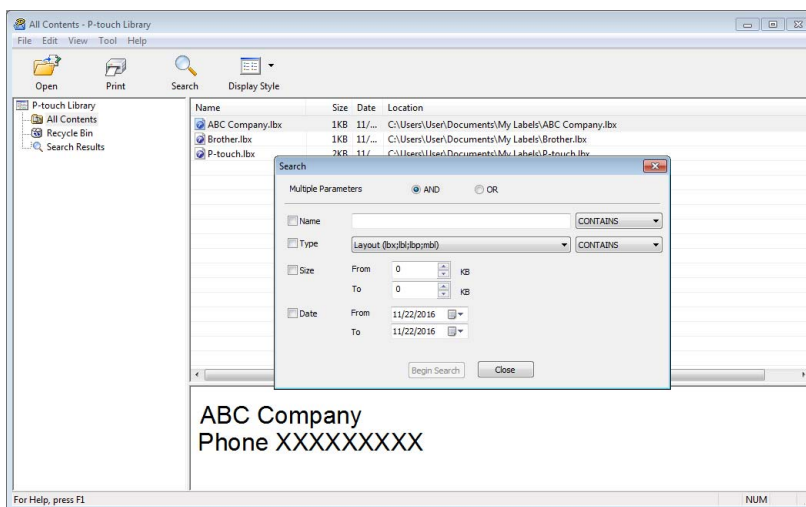 All Contents - P-touch Library
File Edit View Tool Help
Open Print Search Display Style
P-touch Library
All Contents
Recycle Bin
Search Results
Name Size Date Location
ABC Company.lbx 1KB 11/... C:\Users\User\Documents\My Labels\ABC Company.lbx
Brother.lbx 1KB 11/... C:\Users\User\Documents\My Labels\Brother.lbx
P-touch.lbx 2KB 11/... C:\Users\User\Documents\My Labels\P-touch.lbx
Search
Multiple Parameters AND OR
Name CONTAINS
Type Layout (lbx;lbl;lbp;mbl) CONTAINS
Size From 0 KB
To 0 KB
Date From 11/22/2016
To 11/22/2016
Begin Search Close
ABC Company
Phone XXXXXXXXX
For Help, press F1 NUM